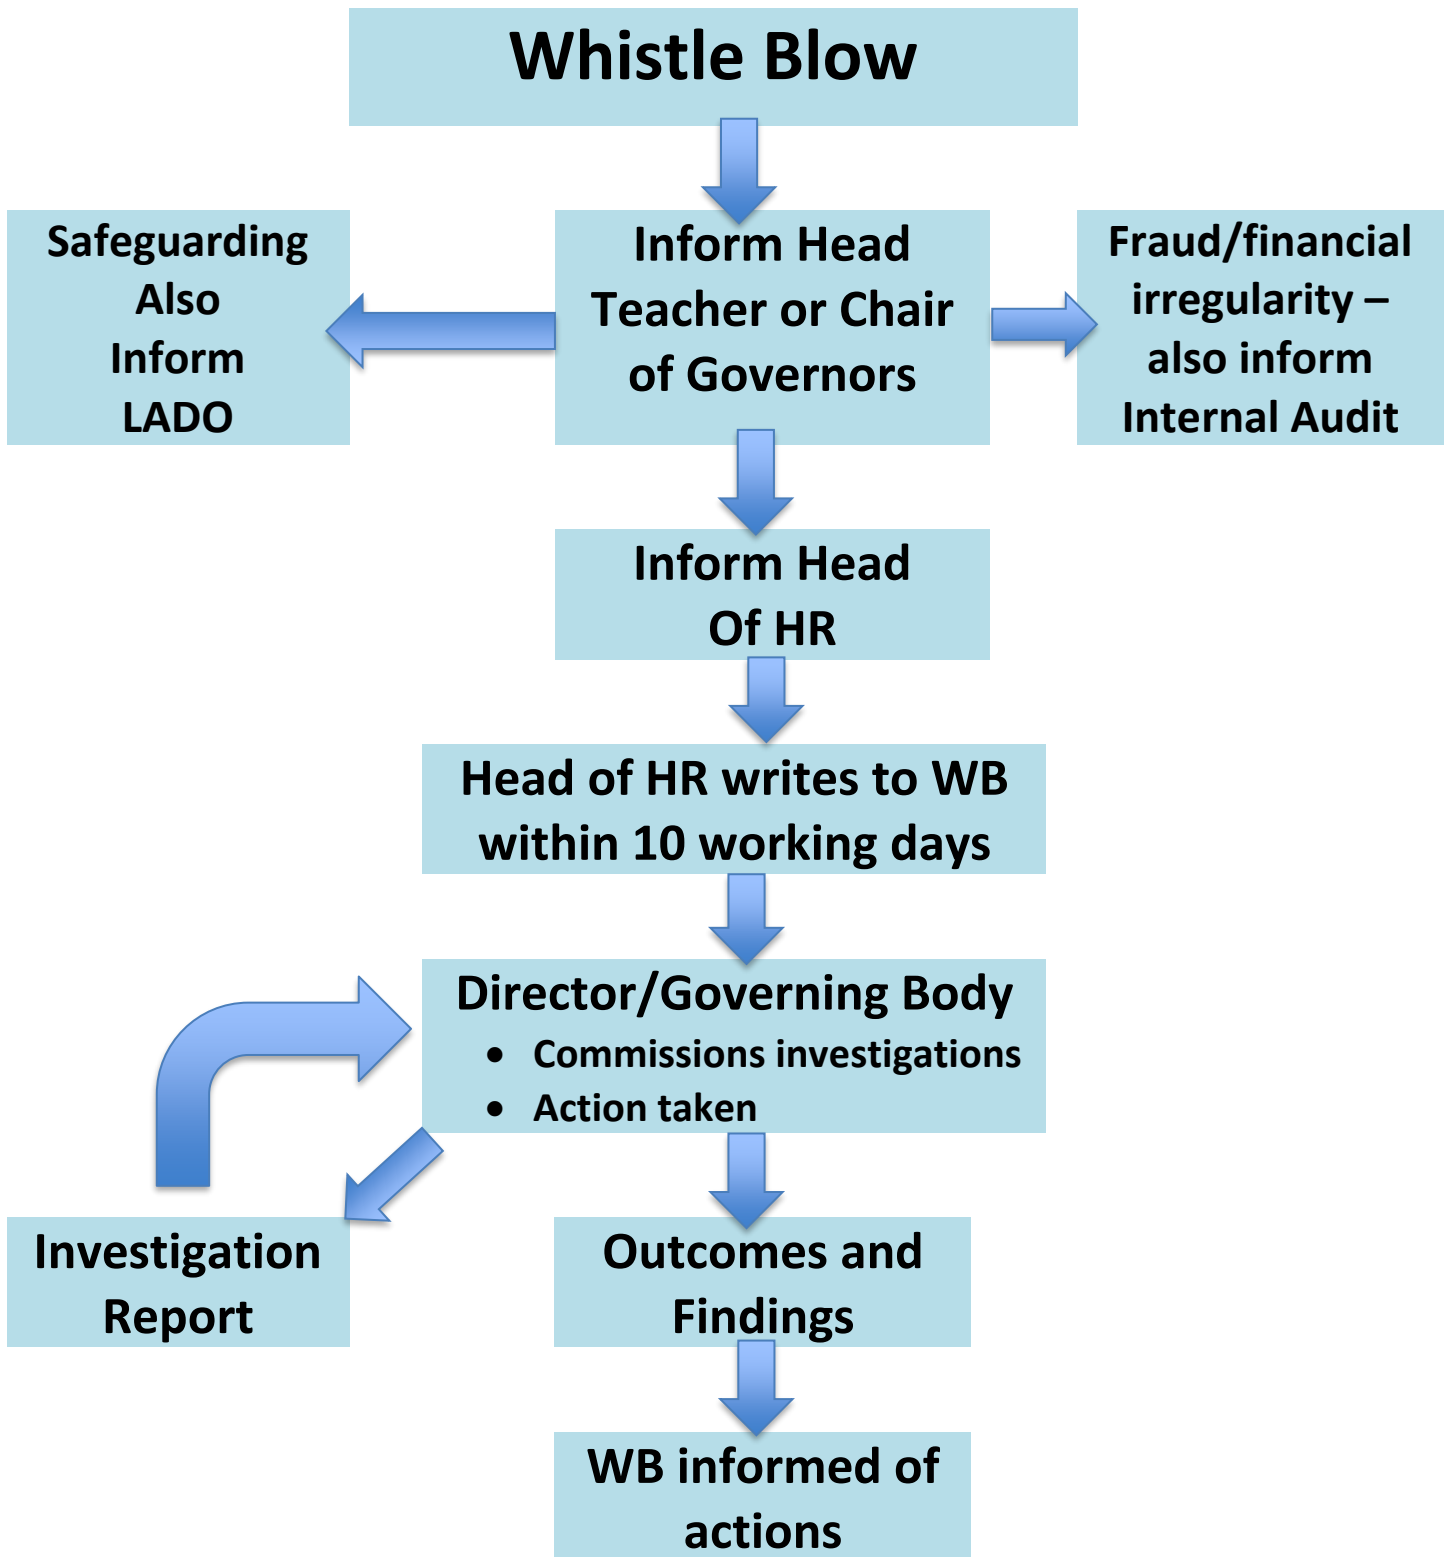 Whistle Blow
Safeguarding
Also
Inform
LADO
Inform Head
Teacher or Chair
of Governors
Fraud/financial
irregularity –
also inform
Internal Audit
Inform Head
Of HR
Head of HR writes to WB
within 10 working days
Director/Governing Body
• Commissions investigations
• Action taken
Investigation
Report
Outcomes and
Findings
WB informed of
actions